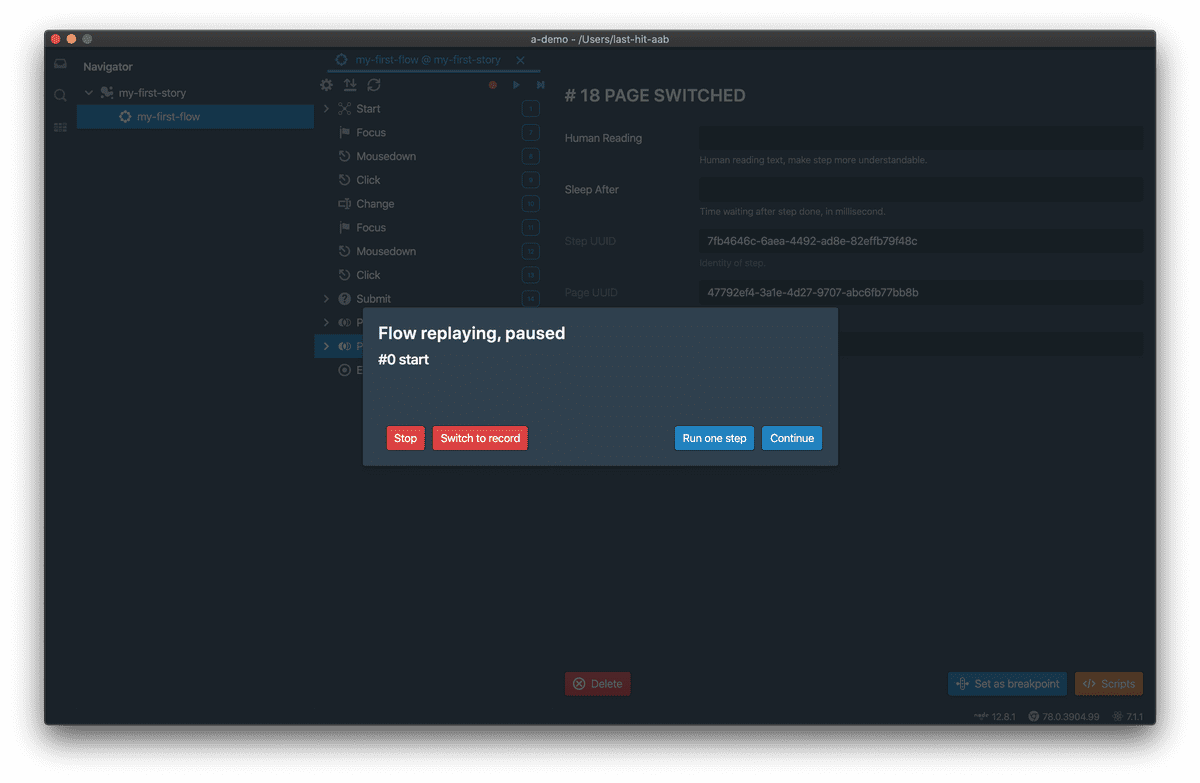 a-demo - /Users/last-hit-aab
Navigator
my-first-story
my-first-flow
my-first-flow @ my-first-story
Start
Focus
Mousedown
Click
Change
Focus
Mousedown
Click
Submit
P
P
E
# 18 PAGE SWITCHED
Human Reading
Human reading text, make step more understandable.
Sleep After
Time waiting after step done, in millisecond.
Step UUID
7fb4646c-6aea-4492-ad8e-82effb79f48c
Identity of step.
Page UUID
47792ef4-3a1e-4d27-9707-abc6fb77bb8b
Flow replaying, paused
#0 start
Stop
Switch to record
Run one step
Continue
Delete
Set as breakpoint
Scripts
12.8.1
78.0.3904.99
7.1.1